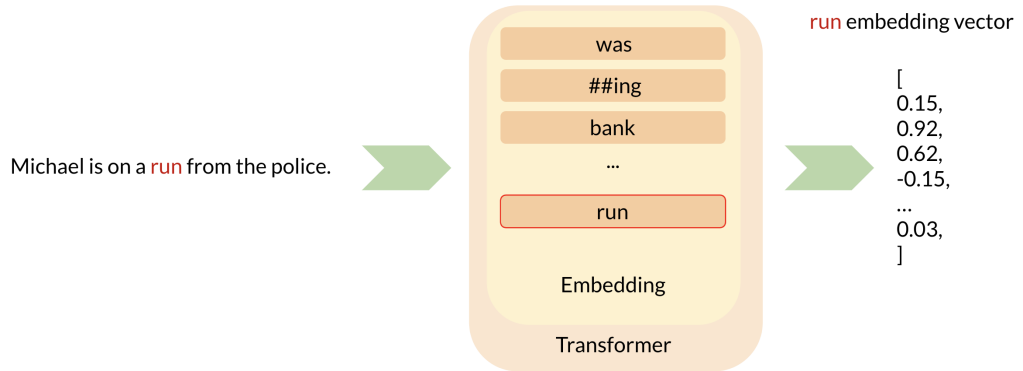 Michael is on a run from the police.
was
##ing
bank
...
run
Embedding
Transformer
run embedding vector
[
0.15,
0.92,
0.62,
-0.15,
...
0.03,
]